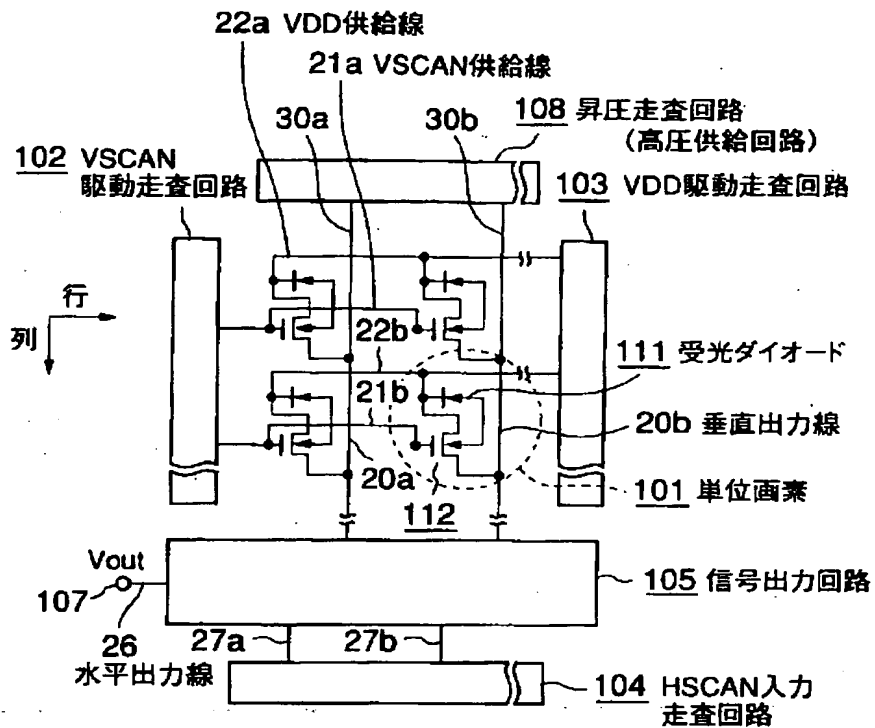 22a VDD供給線
21a VSCAN供給線
30a
30b
108 昇圧走査回路
(高圧供給回路)
102 VSCAN
駆動走査回路
103 VDD駆動走査回路
行
列
22b
111 受光ダイオード
21b
20b 垂直出力線
20a
112
101 単位画素
Vout
107
105 信号出力回路
26
水平出力線
27a
27b
104 HSCAN入力
走査回路